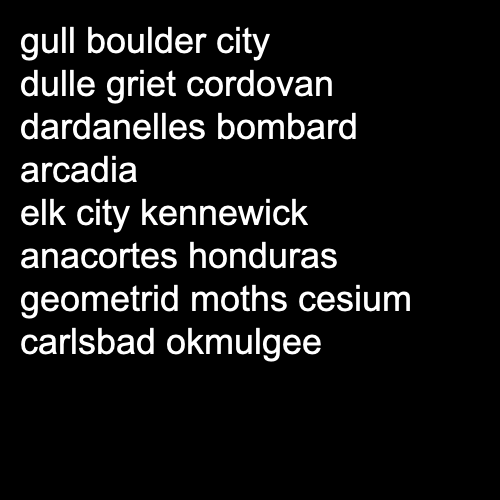 gull boulder city
dulle griet cordovan
dardanelles bombard
arcadia
elk city kennewick
anacortes honduras
geometrid moths cesium
carlsbad okmulgee